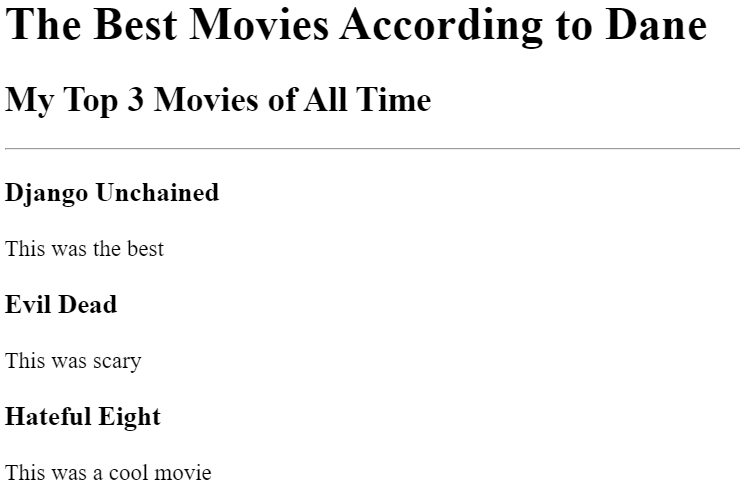 The Best Movies According to Dane
My Top 3 Movies of All Time
Django Unchained
This was the best
Evil Dead
This was scary
Hateful Eight
This was a cool movie